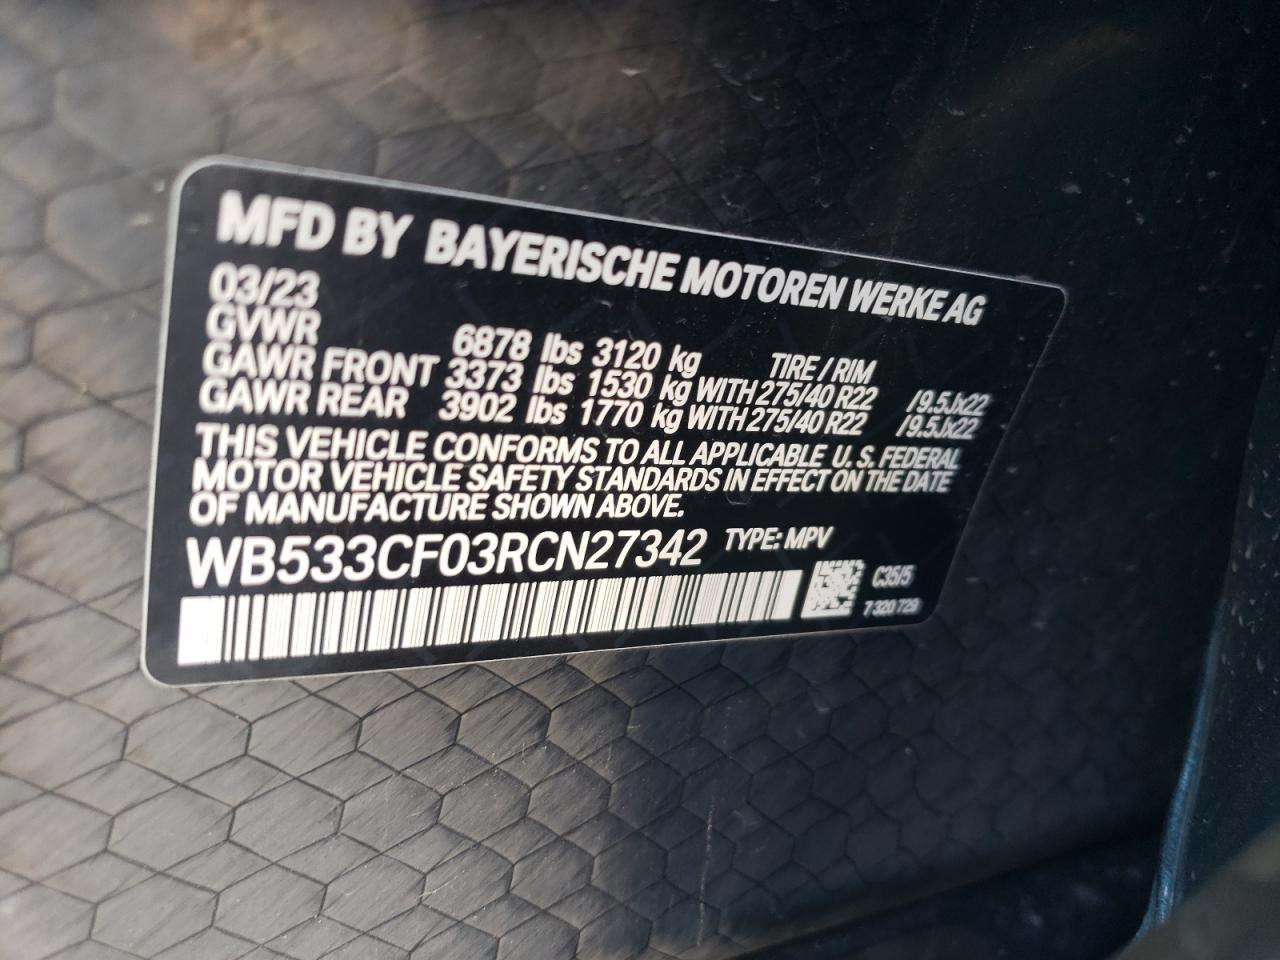 MFD BY BAYERISCHE MOTOREN WERKE AG
03/23
GVWR 6878 lbs 3120 kg TIRE / RIM
GAWR FRONT 3373 lbs 1530 kg WITH 275/40 R22 /9.5Jx22
GAWR REAR 3902 lbs 1770 kg WITH 275/40 R22 /9.5Jx22
THIS VEHICLE CONFORMS TO ALL APPLICABLE U.S. FEDERAL
MOTOR VEHICLE SAFETY STANDARDS IN EFFECT ON THE DATE
OF MANUFACTURE SHOWN ABOVE.
WB533CF03RCN27342 TYPE: MPV
C35/5
7 320 729